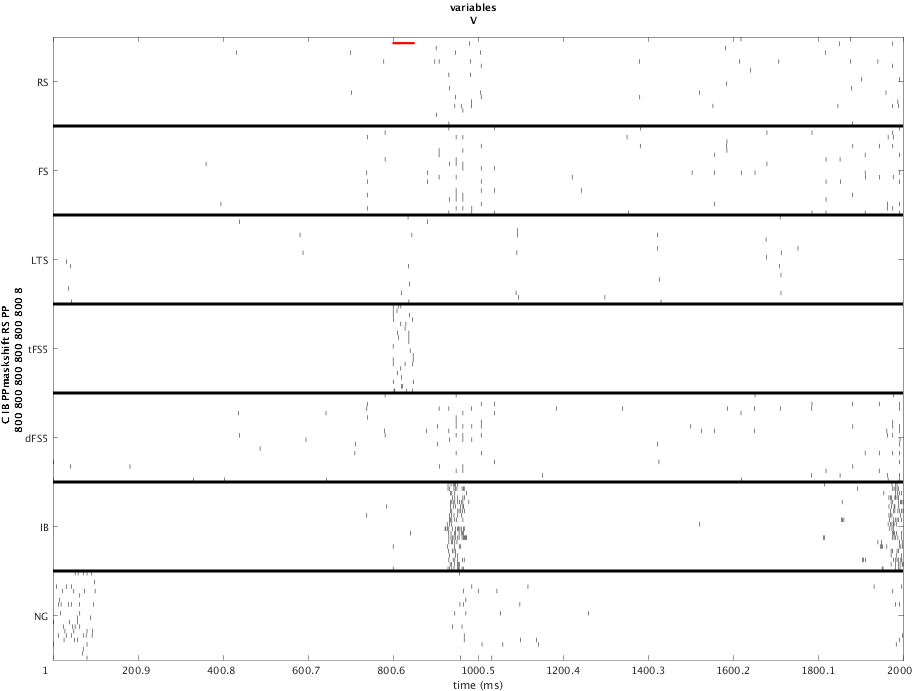 variables
V
RS
FS
LTS
tFS5
dFS5
IB
NG
C IB PPmaskshift RS PP
800 800 800 800 800 800 8
1
200.9
400.8
600.7
800.6
1000.5
1200.4
1400.3
1600.2
1800.1
2000
time (ms)